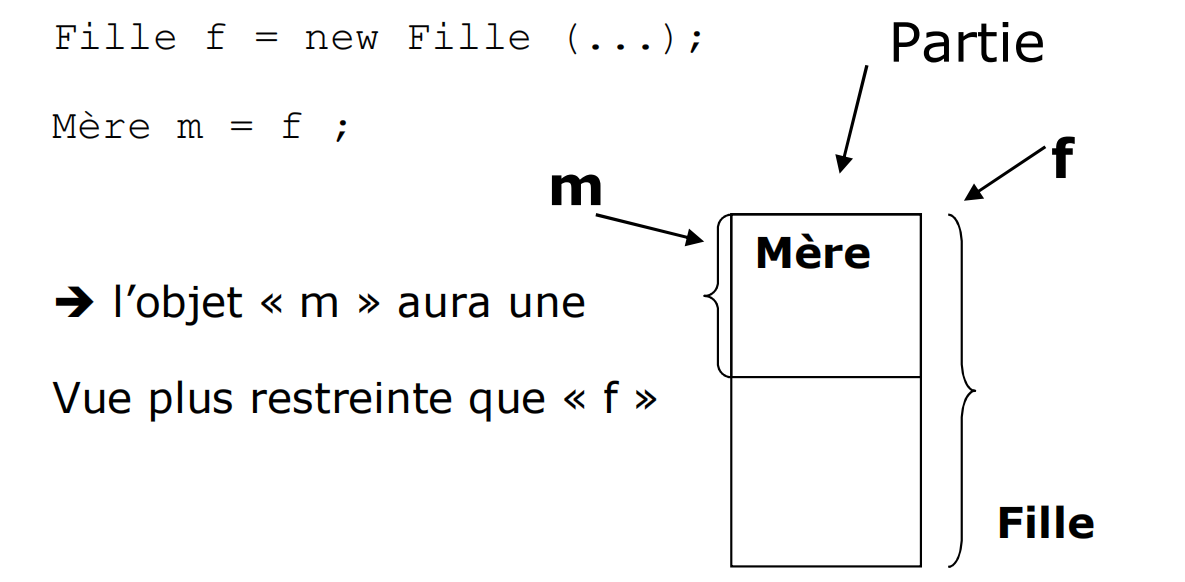 Fille f = new Fille (...);
Partie
Mère m = f ;
f
m
Mère
➔ l’objet « m » aura une
Vue plus restreinte que « f »
Fille